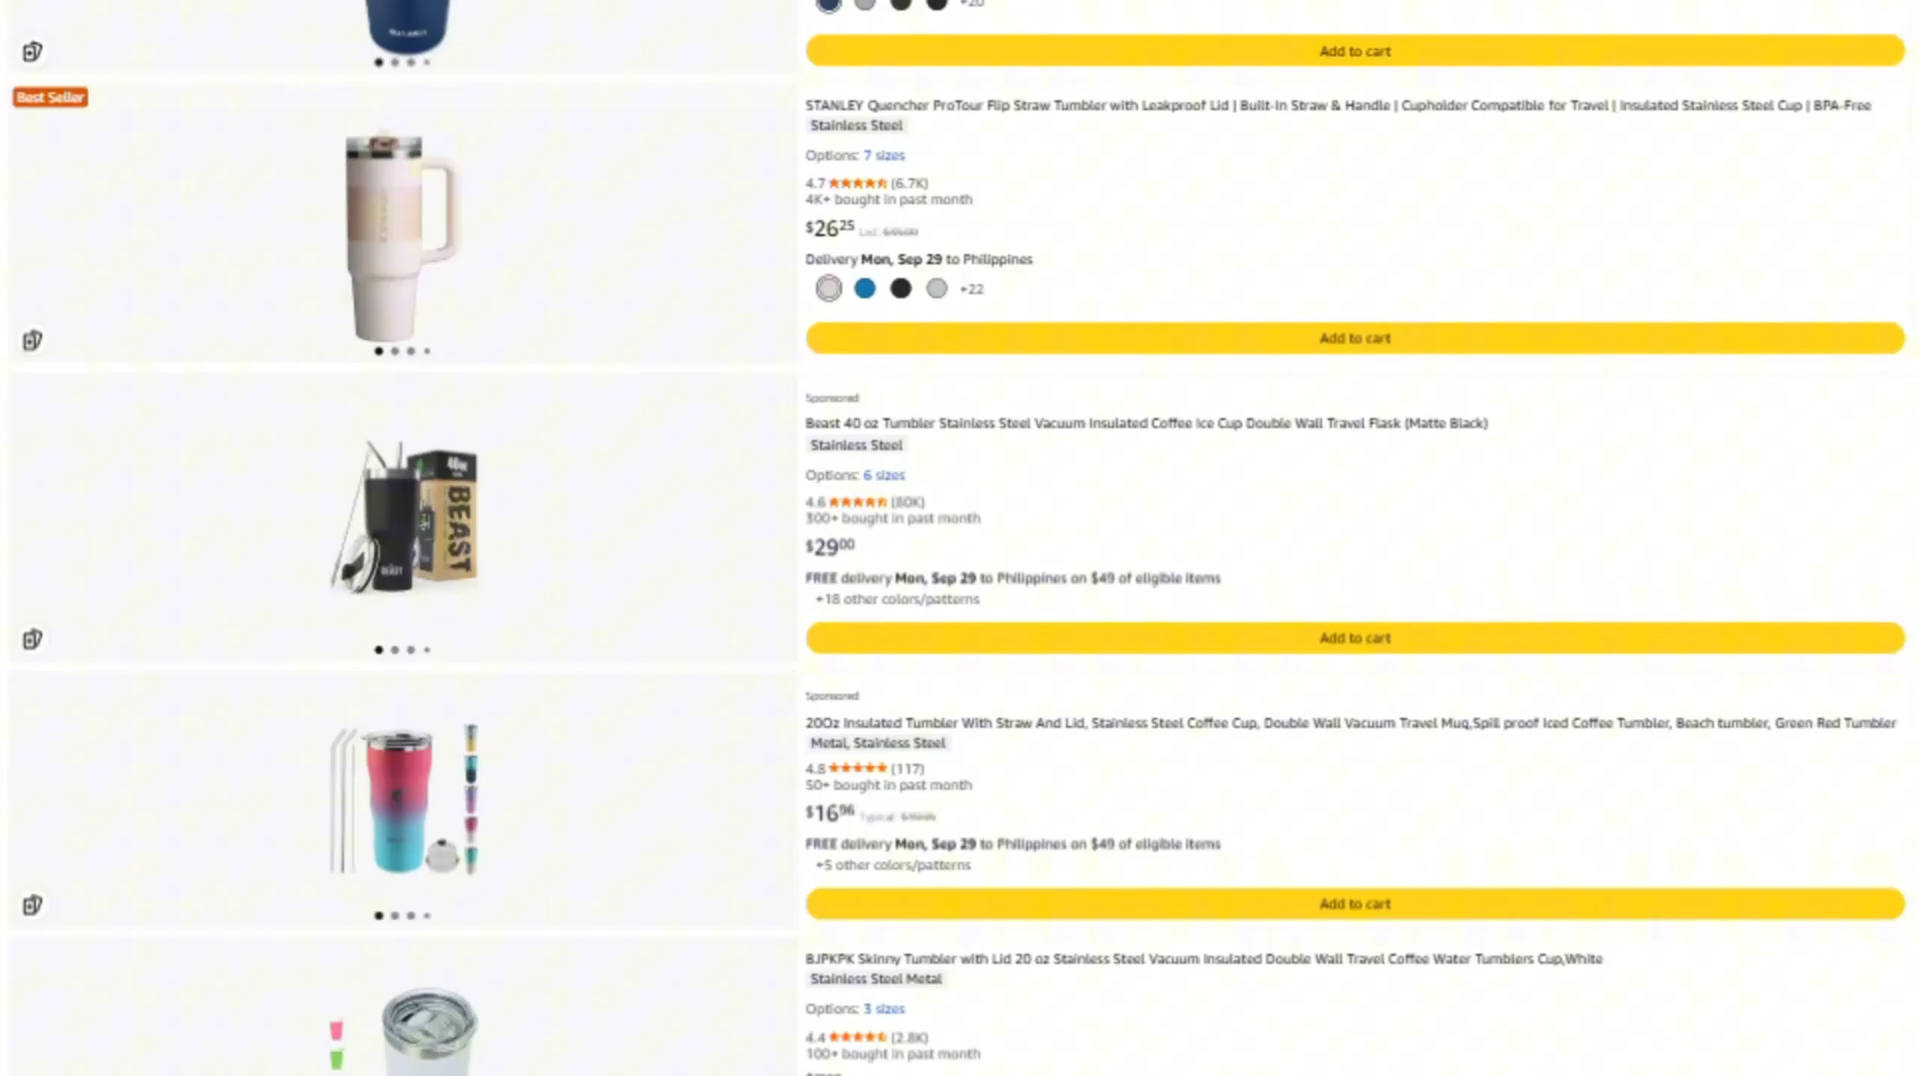 +20
Add to cart
Best Seller
STANLEY Quencher ProTour Flip Straw Tumbler with Leakproof Lid | Built-In Straw & Handle | Cupholder Compatible for Travel | Insulated Stainless Steel Cup | BPA-Free
Stainless Steel
Options: 7 sizes
4.7 (6.7K)
4K+ bought in past month
$2625 List: $35.00
Delivery Mon, Sep 29 to Philippines
+22
Add to cart
Sponsored
Beast 40 oz Tumbler Stainless Steel Vacuum Insulated Coffee Ice Cup Double Wall Travel Flask (Matte Black)
Stainless Steel
Options: 6 sizes
4.6 (80K)
300+ bought in past month
$2900
FREE delivery Mon, Sep 29 to Philippines on $49 of eligible items
+18 other colors/patterns
40oz
BEAST
BEAST
Add to cart
Sponsored
20Oz Insulated Tumbler With Straw And Lid, Stainless Steel Coffee Cup, Double Wall Vacuum Travel Mug,Spill proof Iced Coffee Tumbler, Beach tumbler, Green Red Tumbler
Metal, Stainless Steel
4.8 (117)
50+ bought in past month
$1696 Typical:
FREE delivery Mon, Sep 29 to Philippines on $49 of eligible items
+5 other colors/patterns
Add to cart
BJPKPK Skinny Tumbler with Lid 20 oz Stainless Steel Vacuum Insulated Double Wall Travel Coffee Water Tumblers Cup,White
Stainless Steel Metal
Options: 3 sizes
4.4 (2.8K)
100+ bought in past month